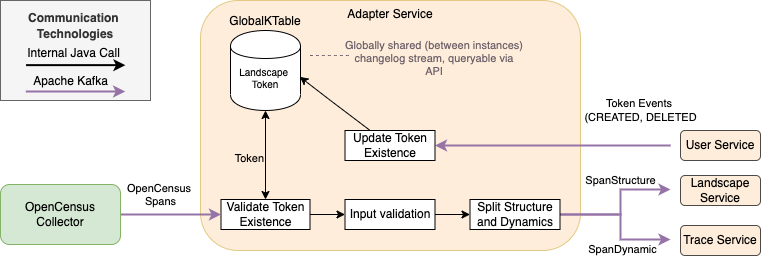 Communication
Technologies
Internal Java Call
Apache Kafka
GlobalKTable
Adapter Service
Landscape
Token
Globally shared (between instances)
changelog stream, queryable via
API
Token Events
(CREATED, DELETED
Update Token
Existence
User Service
Token
SpanStructure
Landscape
Service
OpenCensus
Spans
OpenCensus
Collector
Validate Token
Existence
Input validation
Split Structure
and Dynamics
SpanDynamic
Trace Service